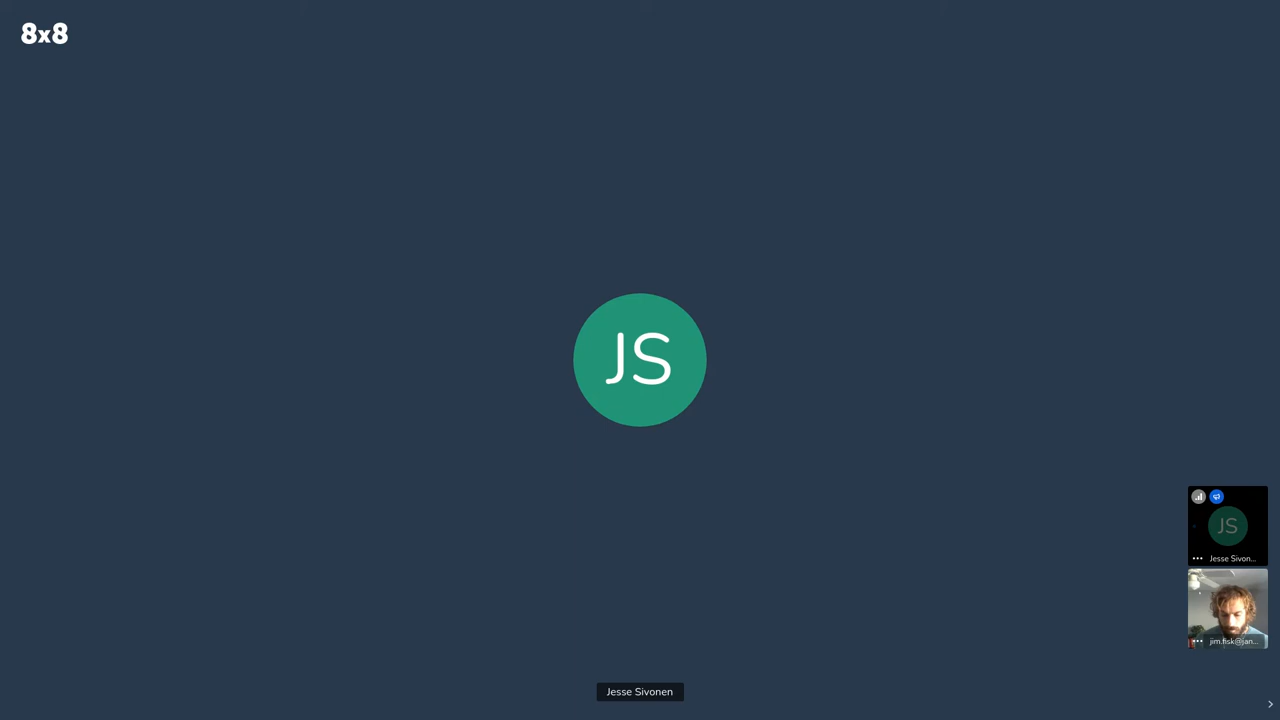 8x8
JS
JS
Jesse Sivon...
jim.fisk@jan...
Jesse Sivonen